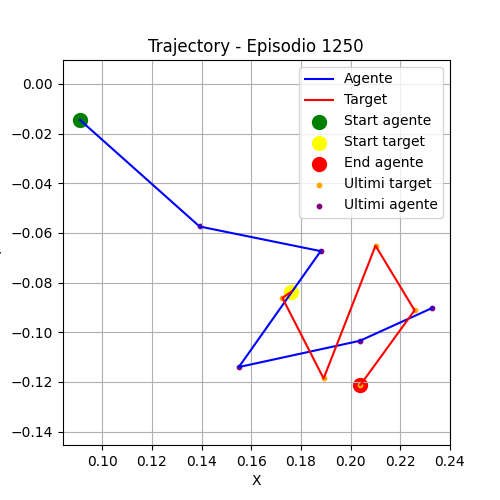 Trajectory - Episodio 1250
0.00
−0.02
−0.04
−0.06
−0.08
−0.10
−0.12
−0.14
Agente
Target
Start agente
Start target
End agente
Ultimi target
Ultimi agente
0.10 0.12 0.14 0.16 0.18 0.20 0.22 0.24
X